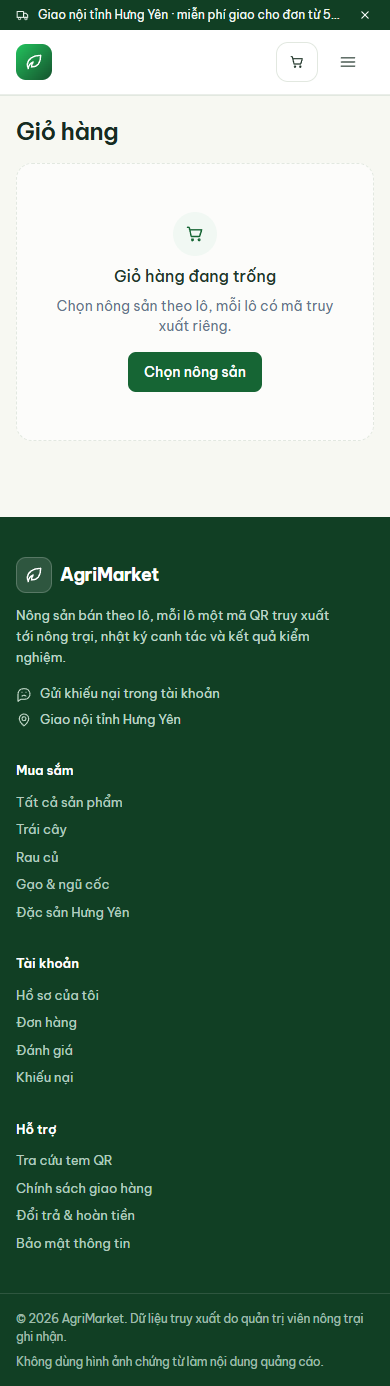 Giao nội tỉnh Hưng Yên · miễn phí giao cho đơn từ 5...
Giỏ hàng
Giỏ hàng đang trống
Chọn nông sản theo lô, mỗi lô có mã truy
xuất riêng.
Chọn nông sản
AgriMarket
Nông sản bán theo lô, mỗi lô một mã QR truy xuất
tới nông trại, nhật ký canh tác và kết quả kiểm
nghiệm.
Gửi khiếu nại trong tài khoản
Giao nội tỉnh Hưng Yên
Mua sắm
Tất cả sản phẩm
Trái cây
Rau củ
Gạo & ngũ cốc
Đặc sản Hưng Yên
Tài khoản
Hồ sơ của tôi
Đơn hàng
Đánh giá
Khiếu nại
Hỗ trợ
Tra cứu tem QR
Chính sách giao hàng
Đổi trả & hoàn tiền
Bảo mật thông tin
© 2026 AgriMarket. Dữ liệu truy xuất do quản trị viên nông trại
ghi nhận.
Không dùng hình ảnh chứng từ làm nội dung quảng cáo.